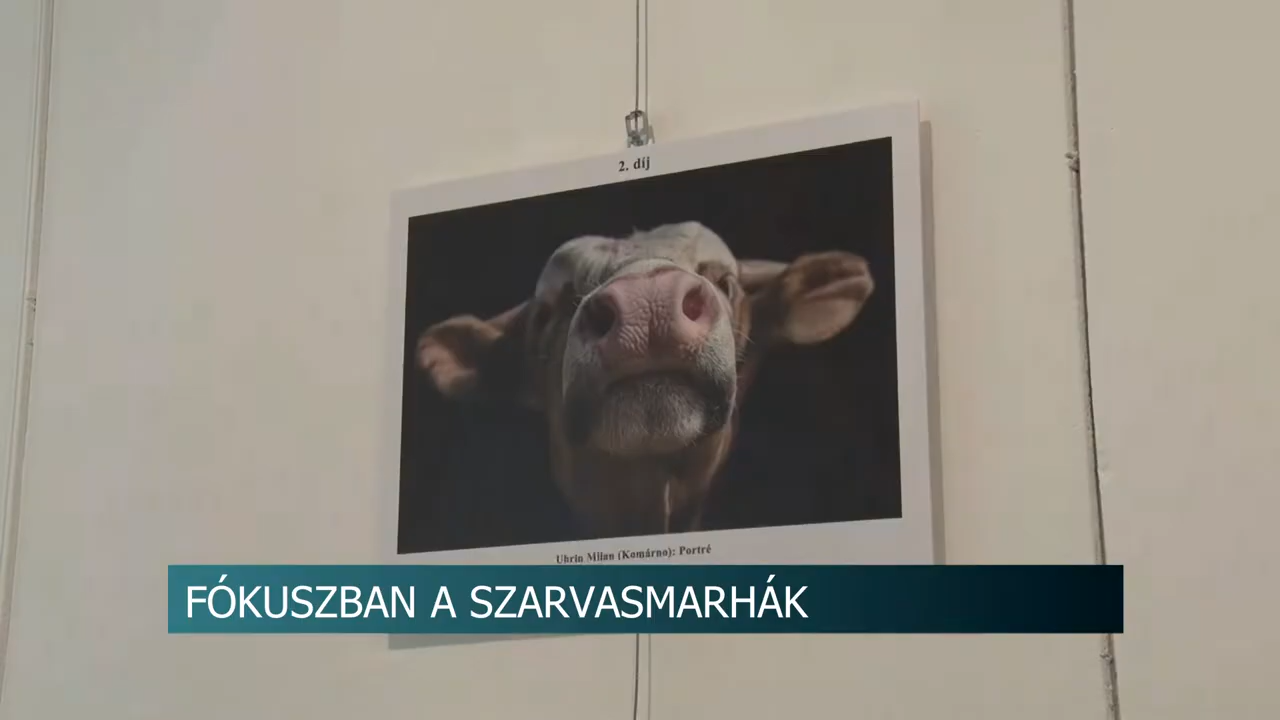 2. díj
Uhrin Milan (Komárno): Portré
FÓKUSZBAN A SZARVASMARHÁK